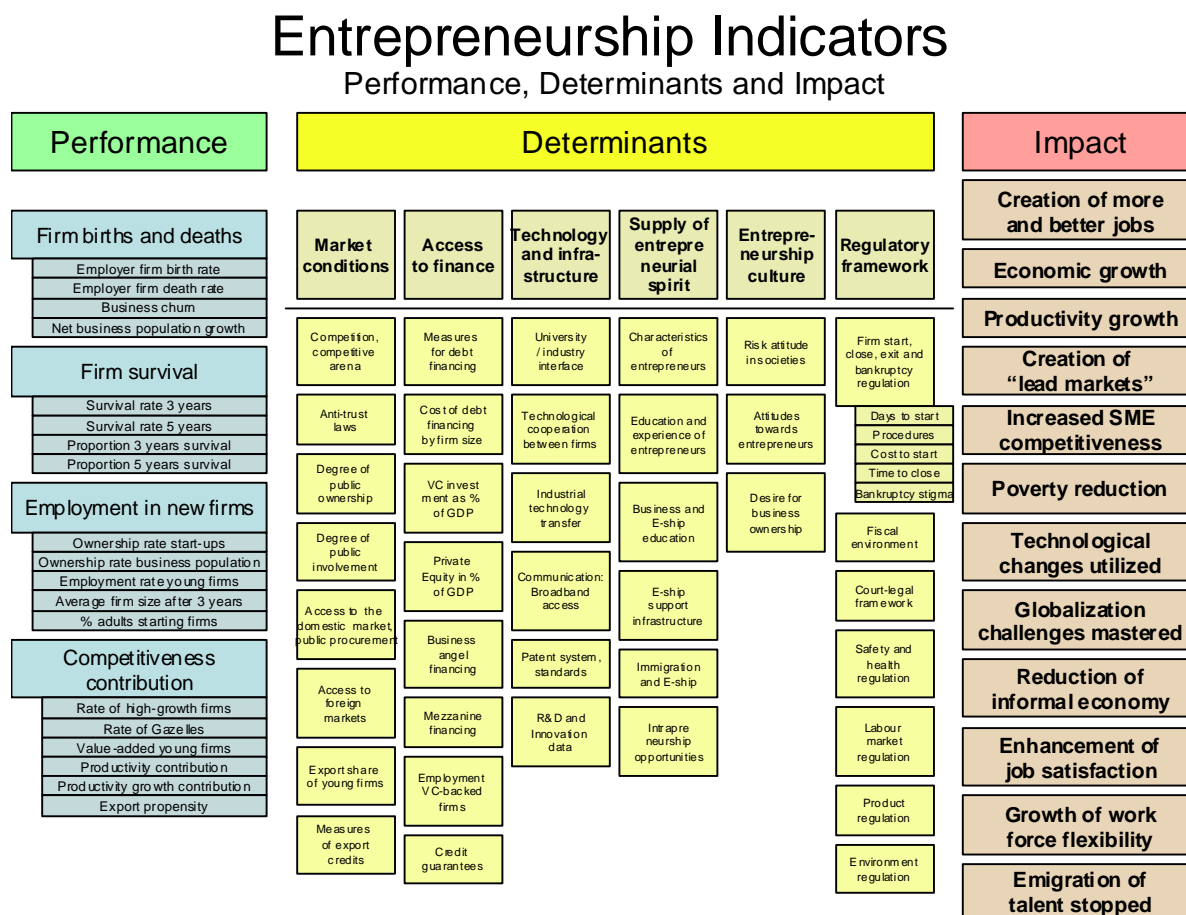 Entrepreneurship Indicators
Performance, Determinants and Impact
Performance
Firm births and deaths
Employer firm birth rate
Employer firm death rate
Business churn
Net business population growth
Firm survival
Survival rate 3 years
Survival rate 5 years
Proportion 3 years survival
Proportion 5 years survival
Employment in new firms
Ownership rate start-ups
Ownership rate business population
Employment rate young firms
Average firm size after 3 years
% adults starting firms
Competitiveness
contribution
Rate of high-growth firms
Rate of Gazelles
Value-added young firms
Productivity contribution
Productivity growth contribution
Export propensity
Determinants
Market
conditions
Competition,
competitive
arena
Anti-trust
laws
Degree of
public
ownership
Degree of
public
involvement
Access to the
domestic market,
public procurement
Access to
foreign
markets
Export share
of young firms
Measures
of export
credits
Access
to finance
Measures
for debt
financing
Cost of debt
financing
by firm size
VC invest
ment as %
of GDP
Private
Equity in %
of GDP
Business
angel
financing
Mezzanine
financing
Employment
VC-backed
firms
Credit
guarantees
Technology
and infra-
structure
University
/ industry
interface
Technological
cooperation
between firms
Industrial
technology
transfer
Communication:
Broadband
access
Patent system,
standards
R&D and
Innovation
data
Supply of
entrepre
neurial
spirit
Characteristics
of
entrepreneurs
Education and
experience of
entrepreneurs
Business and
E-ship
education
E-ship
support
infrastructure
Immigration
and E-ship
Intrapre
neurship
opportunities
Entrepre-
neurship
culture
Risk attitude
in societies
Attitudes
towards
entrepreneurs
Desire for
business
ownership
Regulatory
framework
Firm start,
close, exit and
bankruptcy
regulation
Days to start
Procedures
Cost to start
Time to close
Bankruptcy stigma
Fiscal
environment
Court-legal
framework
Safety and
health
regulation
Labour
market
regulation
Product
regulation
Environment
regulation
Impact
Creation of more
and better jobs
Economic growth
Productivity growth
Creation of
“lead markets”
Increased SME
competitiveness
Poverty reduction
Technological
changes utilized
Globalization
challenges mastered
Reduction of
informal economy
Enhancement of
job satisfaction
Growth of work
force flexibility
Emigration of
talent stopped